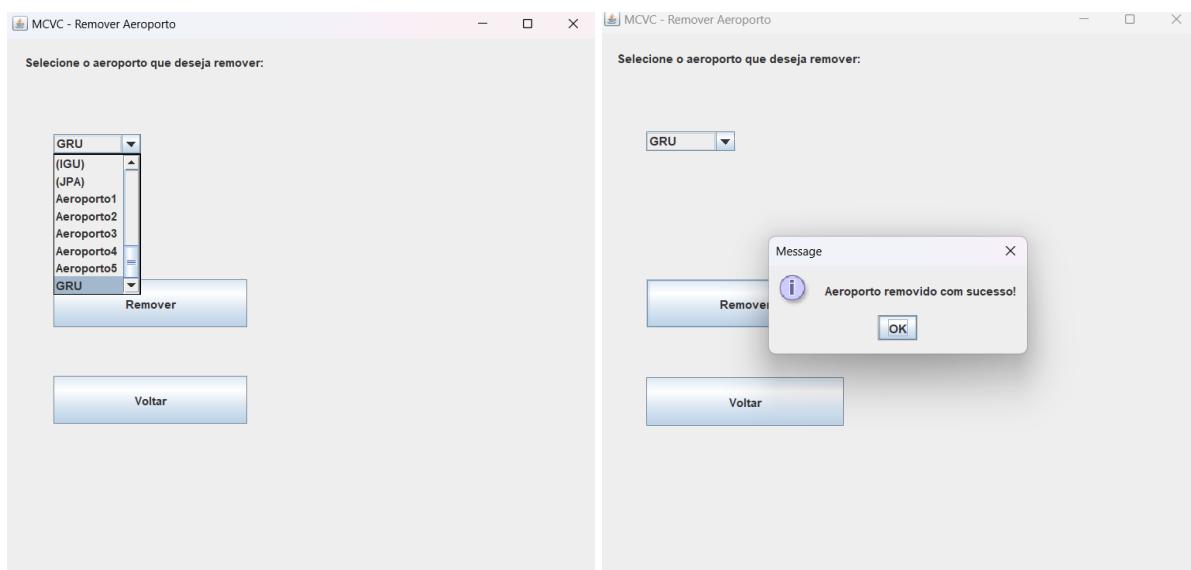 MCVC - Remover Aeroporto
Selecione o aeroporto que deseja remover:
GRU
(IGU)
(JPA)
Aeroporto1
Aeroporto2
Aeroporto3
Aeroporto4
Aeroporto5
GRU
Remover
Voltar
MCVC - Remover Aeroporto
Selecione o aeroporto que deseja remover:
GRU
Message
Aeroporto removido com sucesso!
OK
Remover
Voltar